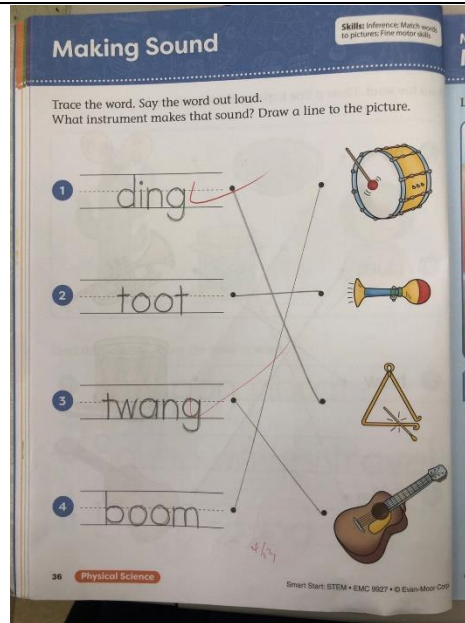 Making Sound
Skills: Inference; Match words
to pictures; Fine motor skills
Trace the word. Say the word out loud.
What instrument makes that sound? Draw a line to the picture.
1 ding
2 toot
3 twang
4 boom
36 Physical Science
Smart Start: STEM • EMC 9927 • © Evan-Moor Corp